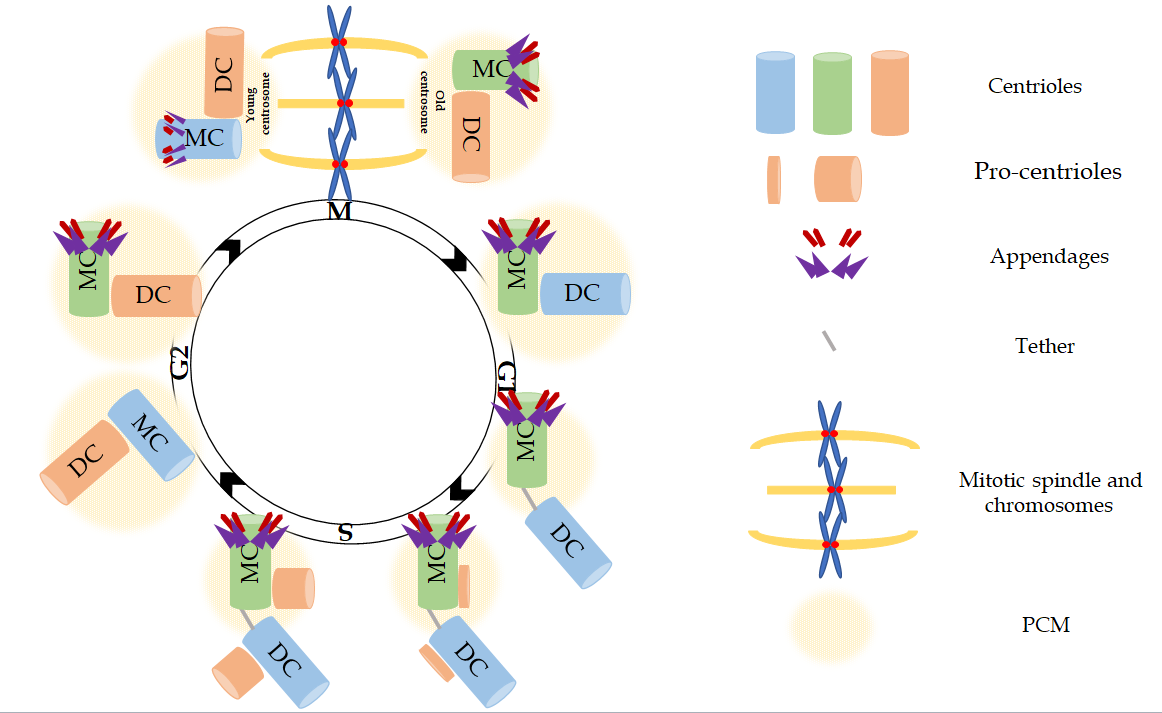 DC
Young
centrosome
MC
Old
centrosome
MC
DC
M
MC
DC
MC
DC
G2
G1
MC
DC
MC
DC
S
MC
DC
MC
DC
Centrioles
Pro-centrioles
Appendages
Tether
Mitotic spindle and
chromosomes
PCM